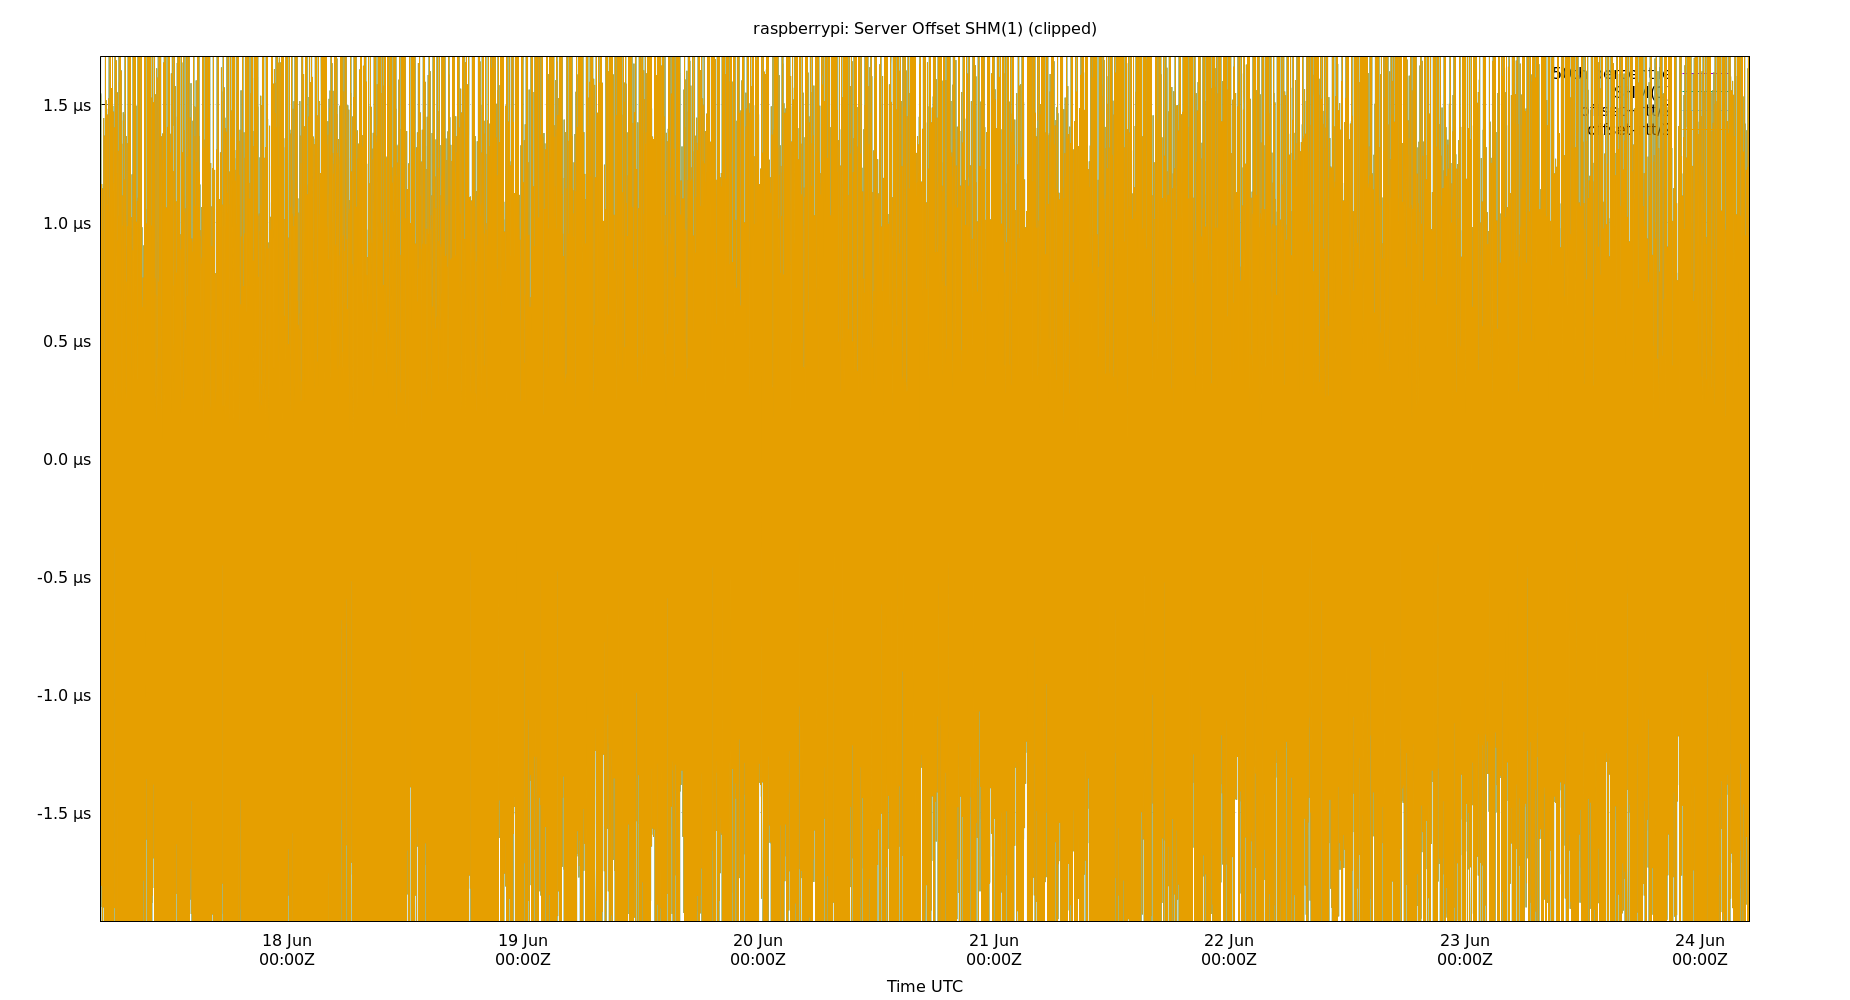 raspberrypi: Server Offset SHM(1) (clipped)
1.5 µs
1.0 µs
0.5 µs
0.0 µs
-0.5 µs
-1.0 µs
-1.5 µs
18 Jun 19 Jun 20 Jun 21 Jun 22 Jun 23 Jun 24 Jun
00:00Z 00:00Z 00:00Z 00:00Z 00:00Z 00:00Z 00:00Z
Time UTC